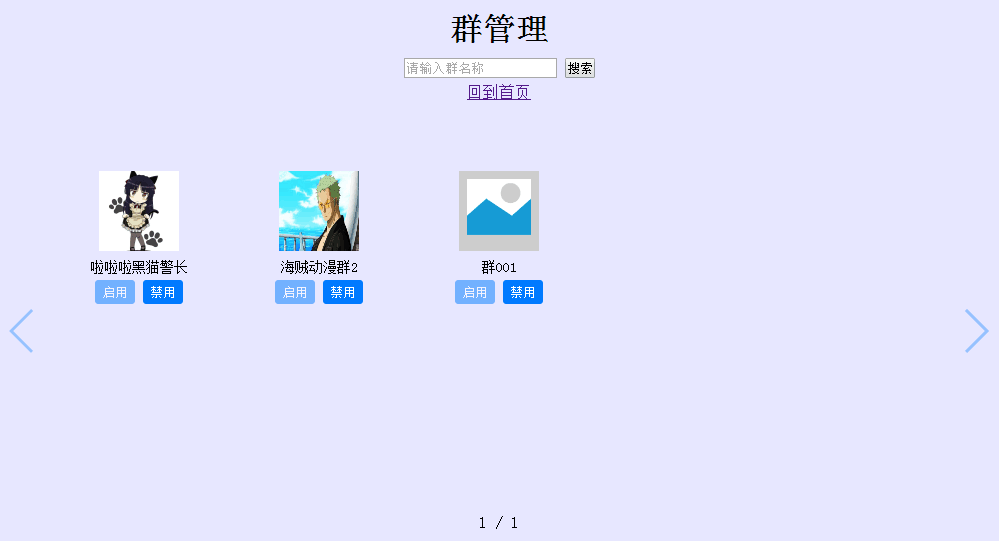 群管理
请输入群名称 搜索
回到首页
啦啦啦黑猫警长 海贼动漫群2 群001
启用 禁用 启用 禁用 启用 禁用
1 / 1